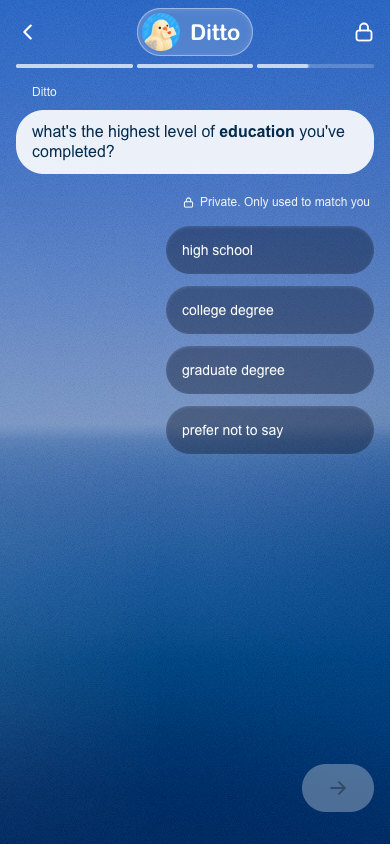 Ditto
Ditto
what's the highest level of education you've
completed?
Private. Only used to match you
high school
college degree
graduate degree
prefer not to say